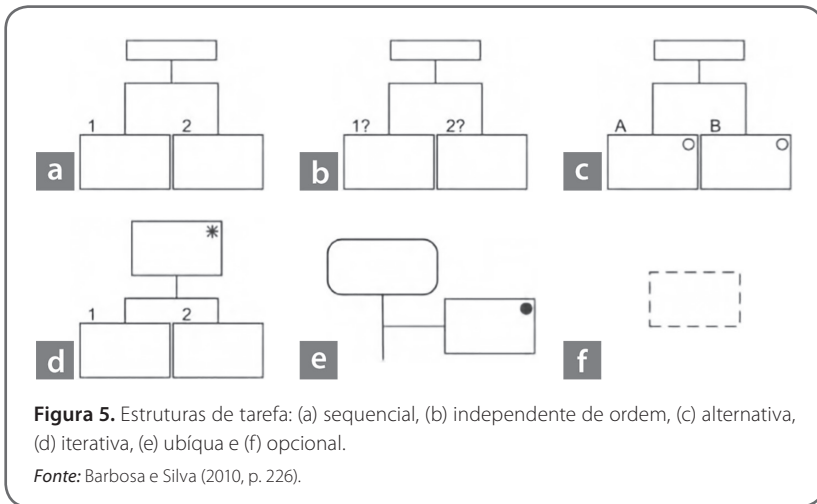 1 2
1? 2?
A B
a b c
1 2
d e f
Figura 5. Estruturas de tarefa: (a) sequencial, (b) independente de ordem, (c) alternativa,
(d) iterativa, (e) ubíqua e (f) opcional.
Fonte: Barbosa e Silva (2010, p. 226).